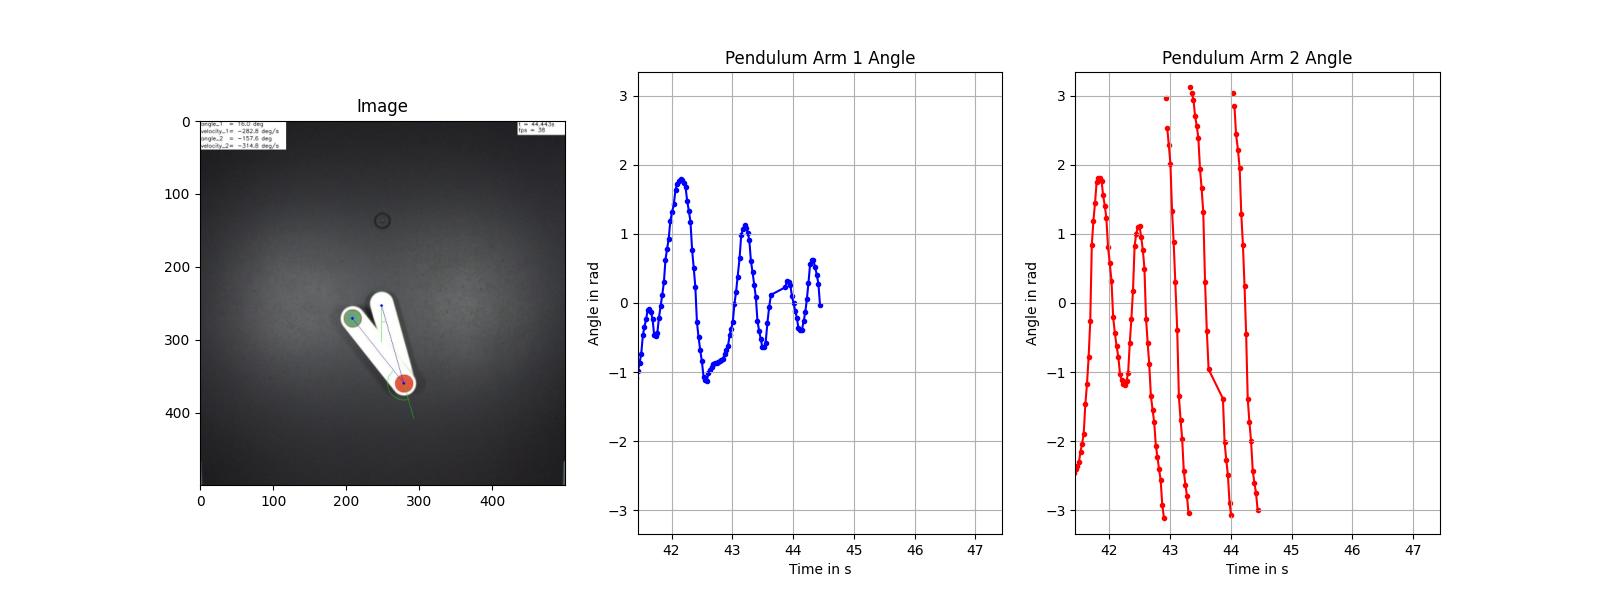 Image
angle_1 = 16.0 deg
velocity_1= -282.8 deg/s
angle_2 = -157.6 deg
velocity_2= -314.8 deg/s
t = 44.443s
fps = 38
0
100
200
300
400
0
100
200
300
400
Pendulum Arm 1 Angle
Angle in rad
3
2
1
0
−1
−2
−3
42
43
44
45
46
47
Time in s
Pendulum Arm 2 Angle
Angle in rad
3
2
1
0
−1
−2
−3
42
43
44
45
46
47
Time in s